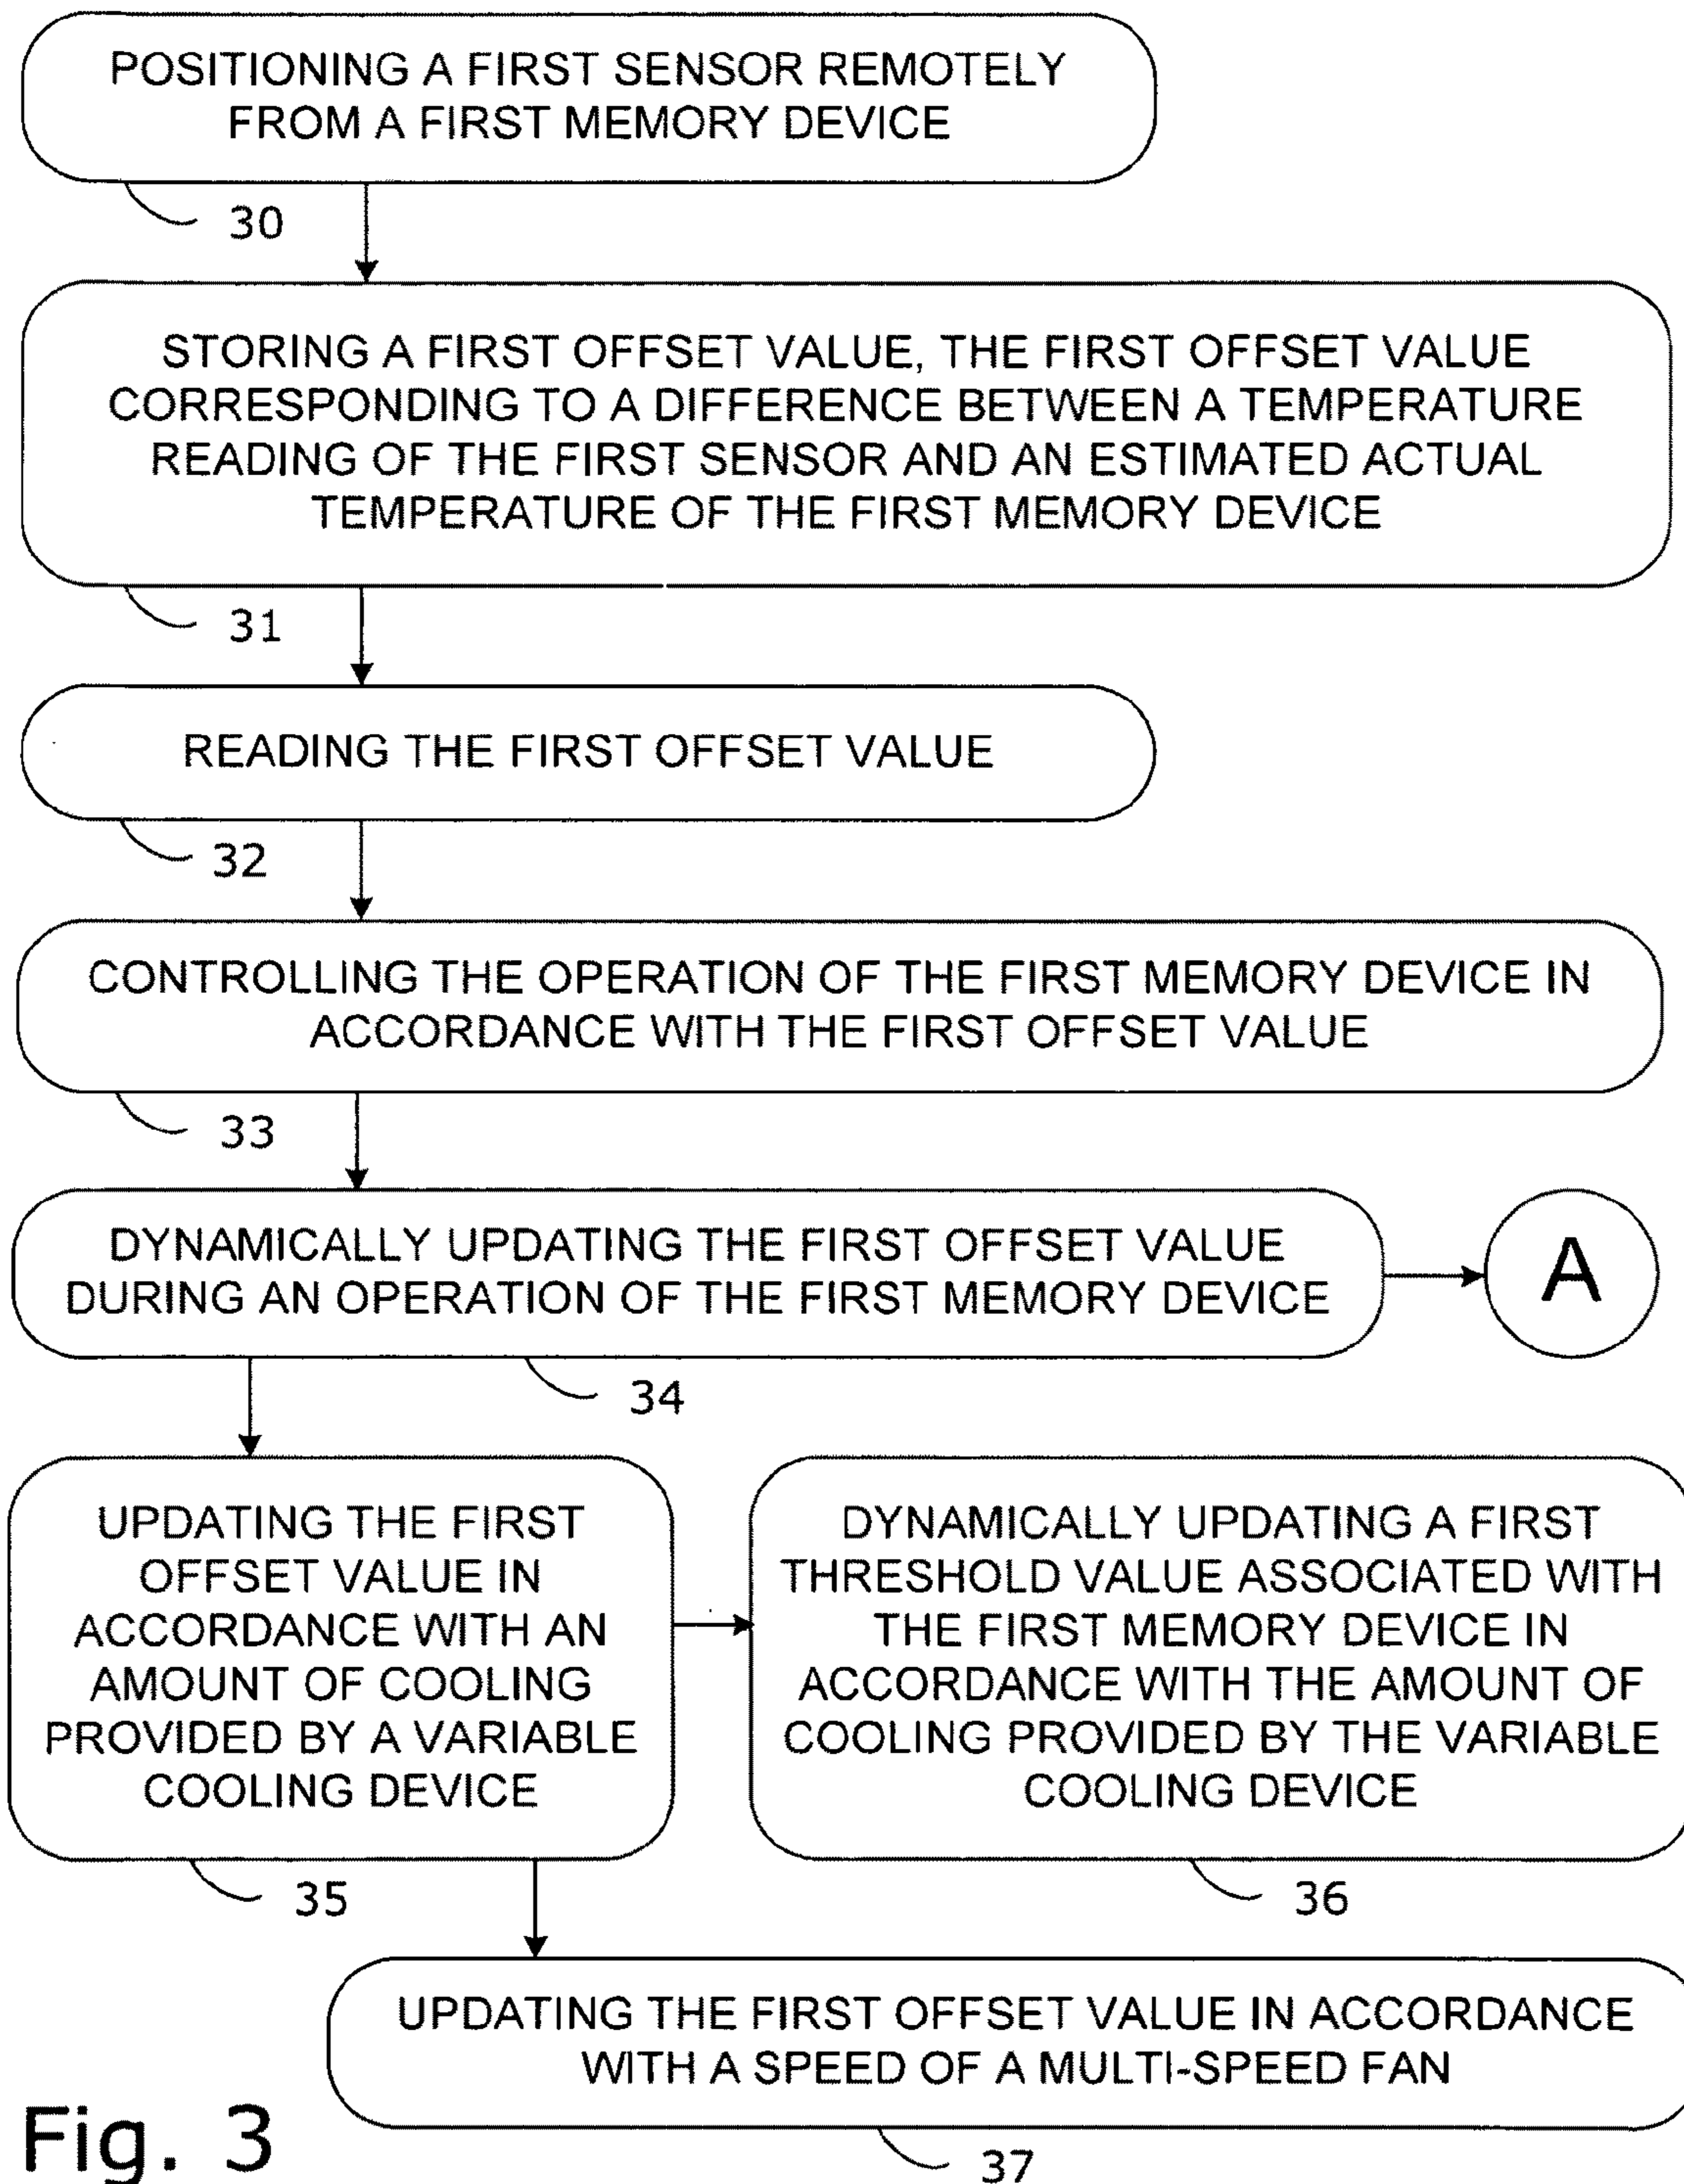 POSITIONING A FIRST SENSOR REMOTELY
FROM A FIRST MEMORY DEVICE
30
STORING A FIRST OFFSET VALUE, THE FIRST OFFSET VALUE
CORRESPONDING TO A DIFFERENCE BETWEEN A TEMPERATURE
READING OF THE FIRST SENSOR AND AN ESTIMATED ACTUAL
TEMPERATURE OF THE FIRST MEMORY DEVICE
31
READING THE FIRST OFFSET VALUE
32
CONTROLLING THE OPERATION OF THE FIRST MEMORY DEVICE IN
ACCORDANCE WITH THE FIRST OFFSET VALUE
33
DYNAMICALLY UPDATING THE FIRST OFFSET VALUE
DURING AN OPERATION OF THE FIRST MEMORY DEVICE
A
34
UPDATING THE FIRST
OFFSET VALUE IN
ACCORDANCE WITH AN
AMOUNT OF COOLING
PROVIDED BY A VARIABLE
COOLING DEVICE
35
DYNAMICALLY UPDATING A FIRST
THRESHOLD VALUE ASSOCIATED WITH
THE FIRST MEMORY DEVICE IN
ACCORDANCE WITH THE AMOUNT OF
COOLING PROVIDED BY THE VARIABLE
COOLING DEVICE
36
UPDATING THE FIRST OFFSET VALUE IN ACCORDANCE
WITH A SPEED OF A MULTI-SPEED FAN
37
Fig. 3